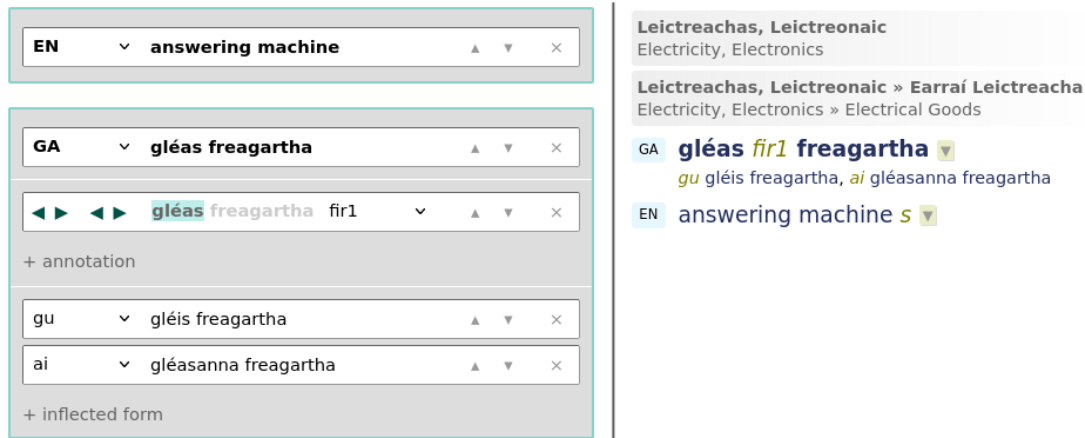 EN answering machine
GA gléas freagartha
gléas freagartha fir1
+ annotation
gu gléis freagartha
ai gléasanna freagartha
+ inflected form
Leictreachas, Leictreonaic
Electricity, Electronics
Leictreachas, Leictreonaic » Earraí Leictreacha
Electricity, Electronics » Electrical Goods
GA gléas fir1 freagartha
gu gléis freagartha, ai gléasanna freagartha
EN answering machine s